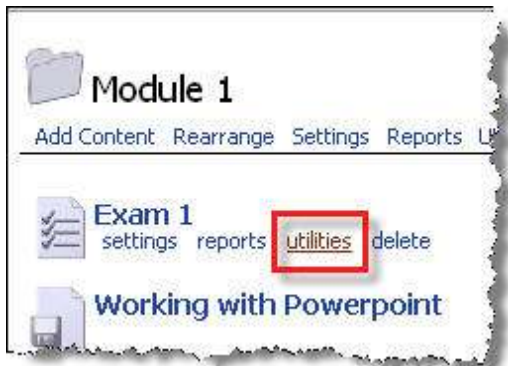 Module 1
Add Content Rearrange Settings Reports
Exam 1
settings reports utilities delete
Working with Powerpoint